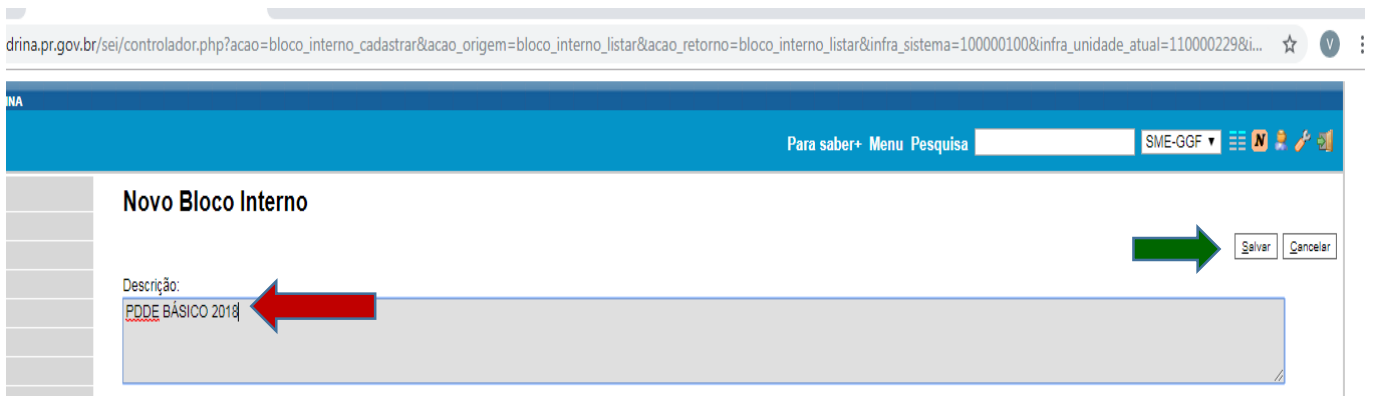 drina.pr.gov.br/sei/controlador.php?acao=bloco_interno_cadastrar&acao_origem=bloco_interno_listar&acao_retorno=bloco_interno_listar&infra_sistema=100000100&infra_unidade_atual=110000229&i... V
INA
Para saber+ Menu Pesquisa SME-GGF N
Novo Bloco Interno
Salvar Cancelar
Descrição:
PDDE BÁSICO 2018